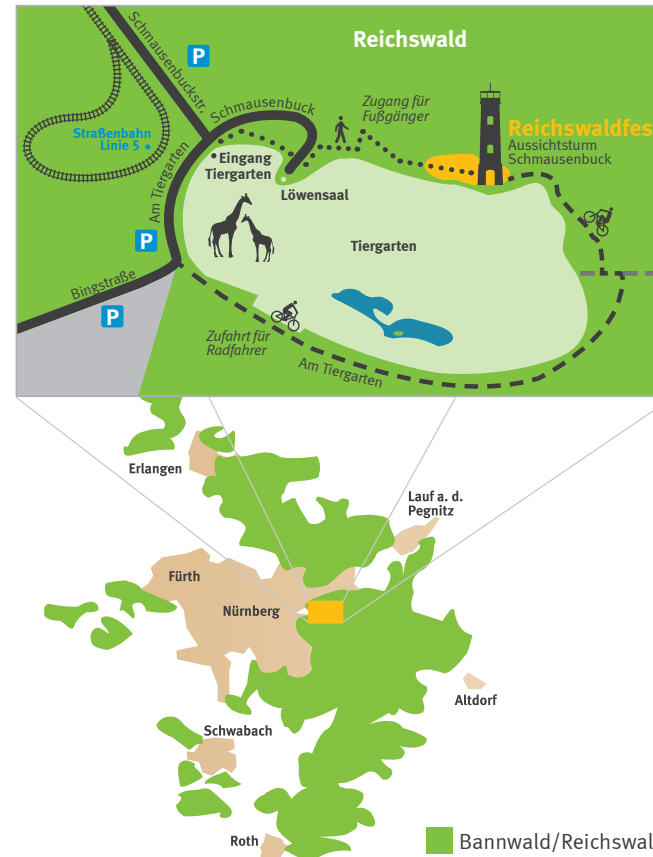 Reichswald
P
Schmausenbuckstr.
Schmausenbuck
Zugang für
Fußgänger
Reichswaldfes
Aussichtsturm
Schmausenbuck
Straßenbahn
Linie 5
Eingang
Tiergarten
Löwensaal
Am Tiergarten
P
Tiergarten
Bingstraße
P
Zufahrt für
Radfahrer
Am Tiergarten
Erlangen
Lauf a. d.
Pegnitz
Fürth
Nürnberg
Altdorf
Schwabach
Roth
Bannwald/Reichswal